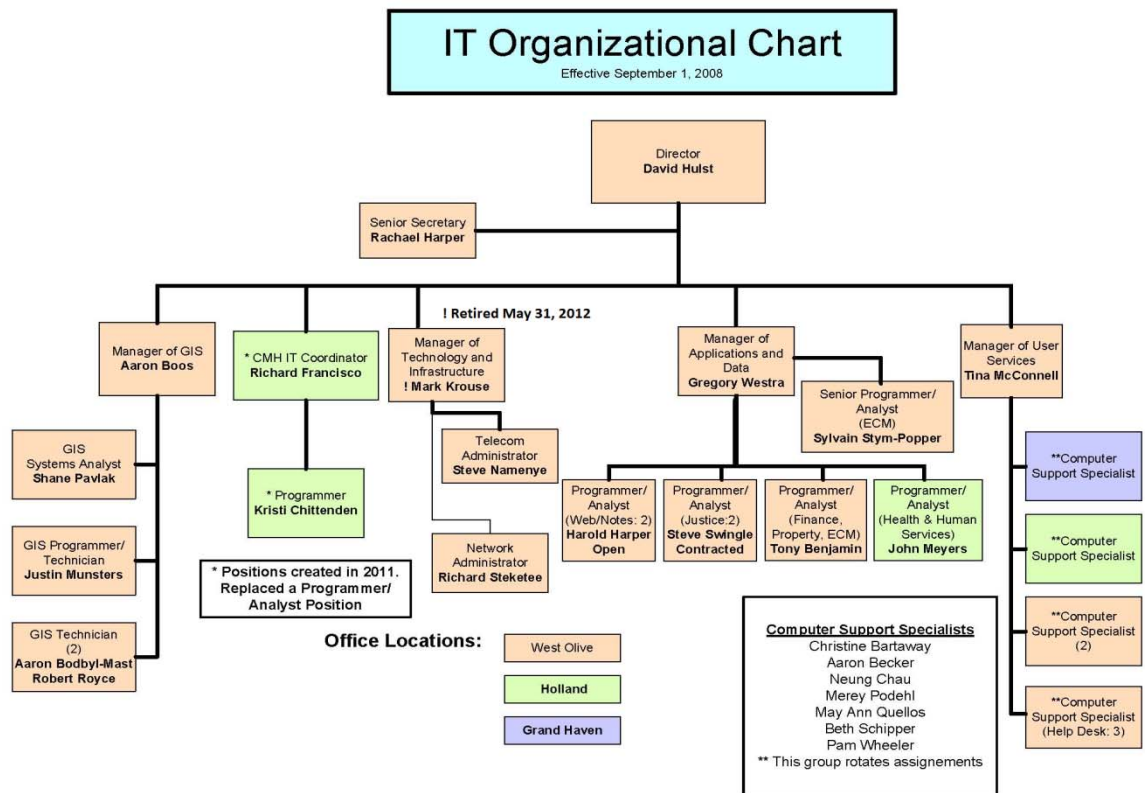 IT Organizational Chart
Effective September 1, 2008
Director
David Hulst
Senior Secretary
Rachael Harper
! Retired May 31, 2012
Manager of GIS
Aaron Boos
* CMH IT Coordinator
Richard Francisco
Manager of
Technology and
Infrastructure
! Mark Krouse
Manager of
Applications and
Data
Gregory Westra
Manager of User
Services
Tina McConnell
Senior Programmer/
Analyst
(ECM)
Sylvain Stym-Popper
GIS
Systems Analyst
Shane Pavlak
Telecom
Administrator
Steve Namenye
**Computer
Support Specialist
* Programmer
Kristi Chittenden
Programmer/
Analyst
(Web/Notes: 2)
Harold Harper
Open
Programmer/
Analyst
(Justice:2)
Steve Swingle
Contracted
Programmer/
Analyst
(Finance,
Property, ECM)
Tony Benjamin
Programmer/
Analyst
(Health & Human
Services)
John Meyers
GIS Programmer/
Technician
Justin Munsters
Network
Administrator
Richard Steketee
**Computer
Support Specialist
* Positions created in 2011.
Replaced a Programmer/
Analyst Position
GIS Technician
(2)
Aaron Bodbyl-Mast
Robert Royce
**Computer
Support Specialist
(2)
Office Locations:
West Olive
Holland
Grand Haven
Computer Support Specialists
Christine Bartaway
Aaron Becker
Neung Chau
Merey Podehl
May Ann Quellos
Beth Schipper
Pam Wheeler
** This group rotates assignements
**Computer
Support Specialist
(Help Desk: 3)